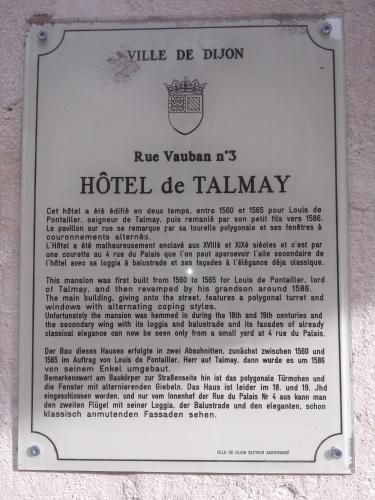 VILLE DE DIJON
Rue Vauban n°3
HÔTEL de TALMAY
Cet hôtel a été édifié en deux temps, entre 1560 et 1565 pour Louis de
Pontailler, seigneur de Talmay, puis remanié par son petit fils vers 1586.
Le pavillon sur rue se remarque par sa tourelle polygonale et ses fenêtres à
couronnements alternés.
L'Hôtel a été malheureusement enclavé aux XVIIIè et XIXè siècles et c'est par
une courette au 4 rue du Palais que l'on peut apercevoir l'aile secondaire de
l'hôtel avec sa loggia à balustrade et ses façades à l'élégance déja classique.
This mansion was first built from 1560 to 1565 for Louis de Pontailler, lord
of Talmay, and then revamped by his grandson around 1586.
The main building, giving onto the street, features a polygonal turret and
windows with alternating coping styles.
Unfortunately the mansion was hemmed in during the 18th and 19th centuries and
the secondary wing with its loggia and balustrade and its facades of already
classical elegance can now be seen only from a small yard at 4 rue du Palais.
Der Bau dieses Hauses erfolgte in zwei Abschnitten, zunächst zwischen 1560 und
1565 im Auftrag von Louis de Pontailler, Herr auf Talmay, dann wurde es um 1586
von seinem Enkel umgebaut.
Bemerkenswert am Baukörper zur Straßenseite hin ist das polygonale Türmchen und
die Fenster mit alternierenden Giebeln. Das Haus ist leider im 18. und 19. Jhd
eingeschlossen worden, und nur vom Innenhof der Rue du Palais Nr 4 aus kann man
den zweiten Flügel mit seiner Loggia, der Balustrade und den eleganten, schon
klassisch anmutenden Fassaden sehen.
VILLE DE DIJON SECTEUR SAUVEGARDÉ